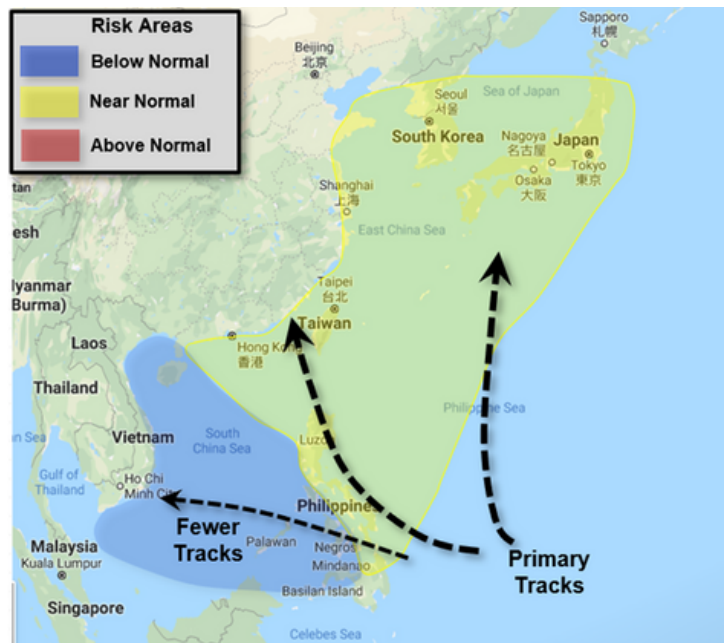 Risk Areas
Below Normal
Near Normal
Above Normal
Sapporo
札幌
Beijing
北京
Seoul
서울
Sea of Japan
South Korea
Nagoya
名古屋
Japan
Tokyo
東京
Osaka
大阪
Shanghai
上海
East China Sea
Taipei
台北
Taiwan
Hong Kong
香港
Myanmar
(Burma)
Laos
Thailand
Vietnam
South
China Sea
Luzon
Philippine Sea
Gulf of
Thailand
Ho Chi
Minh City
Philippines
Fewer
Tracks
Palawan
Negros
Mindanao
Basilan Island
Primary
Tracks
Malaysia
Kuala Lumpur
Singapore
Celebes Sea